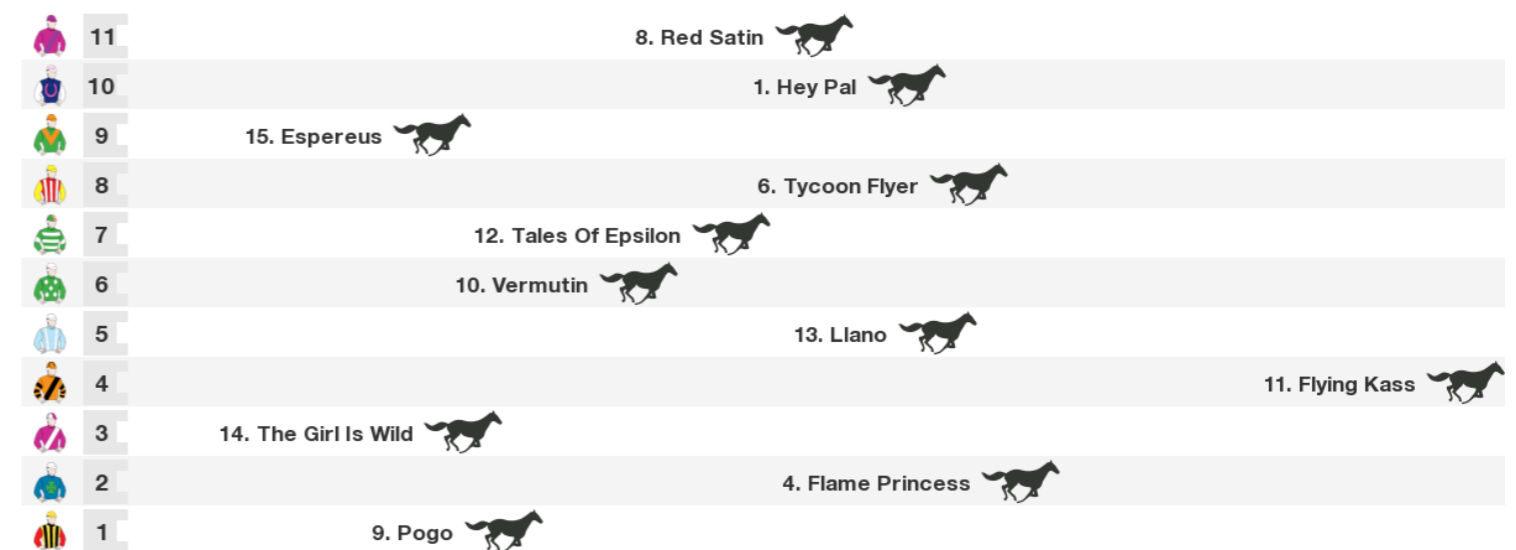 11 8. Red Satin
10 1. Hey Pal
9 15. Espereus
8 6. Tycoon Flyer
7 12. Tales Of Epsilon
6 10. Vermutin
5 13. Llano
4 11. Flying Kass
3 14. The Girl Is Wild
2 4. Flame Princess
1 9. Pogo